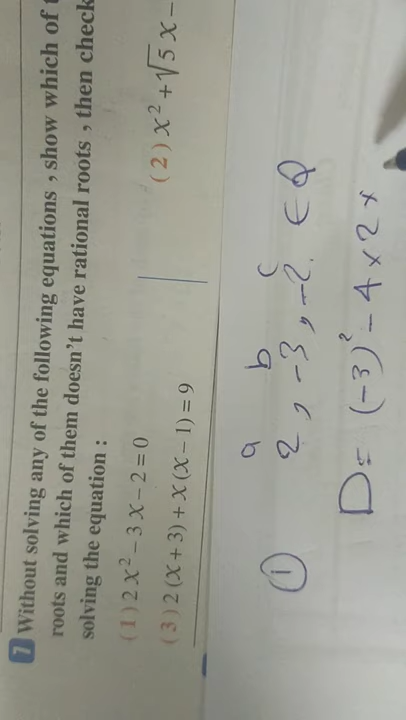 7 Without solving any of the following equations , show which of
roots and which of them doesn't have rational roots , then check
solving the equation :
(1) 2 x² – 3 x – 2 = 0
(2) x² + √5 x –
(3) 2 (x + 3) + x (x – 1) = 9
a b c
① 2 , -3 , -2 . ∈ Q
D = (-3)² - 4 x 2 x